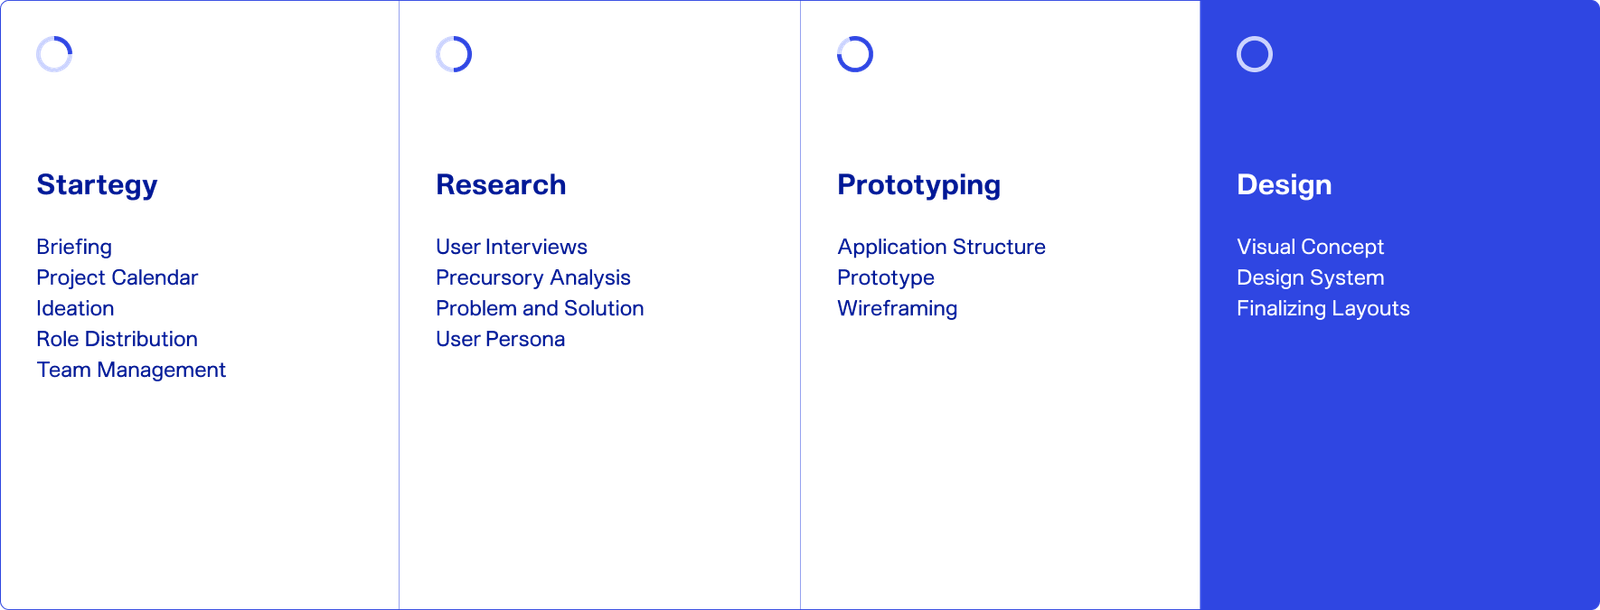 Startegy
Briefing
Project Calendar
Ideation
Role Distribution
Team Management
Research
User Interviews
Precursory Analysis
Problem and Solution
User Persona
Prototyping
Application Structure
Prototype
Wireframing
Design
Visual Concept
Design System
Finalizing Layouts